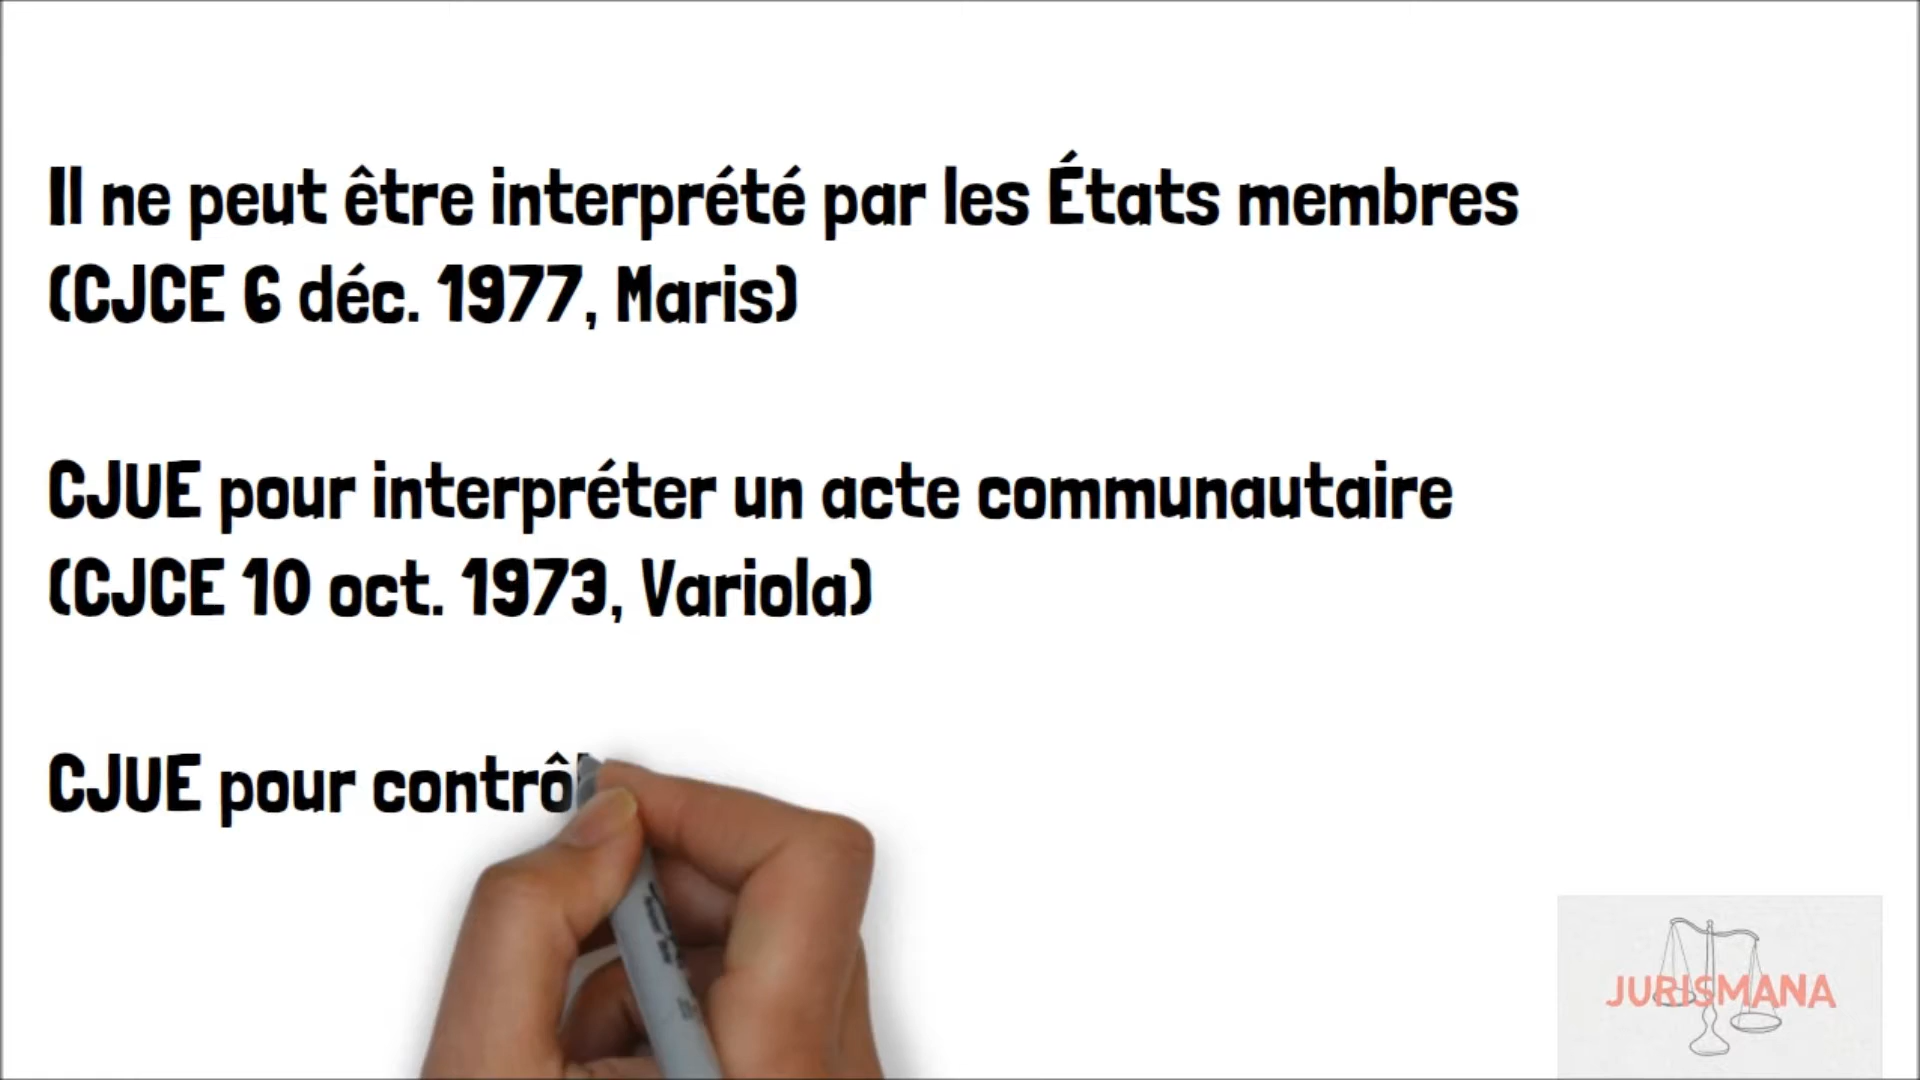 Il ne peut être interprété par les États membres
(CJCE 6 déc. 1977, Maris)
CJUE pour interpréter un acte communautaire
(CJCE 10 oct. 1973, Variola)
CJUE pour contrô
JURISMANA